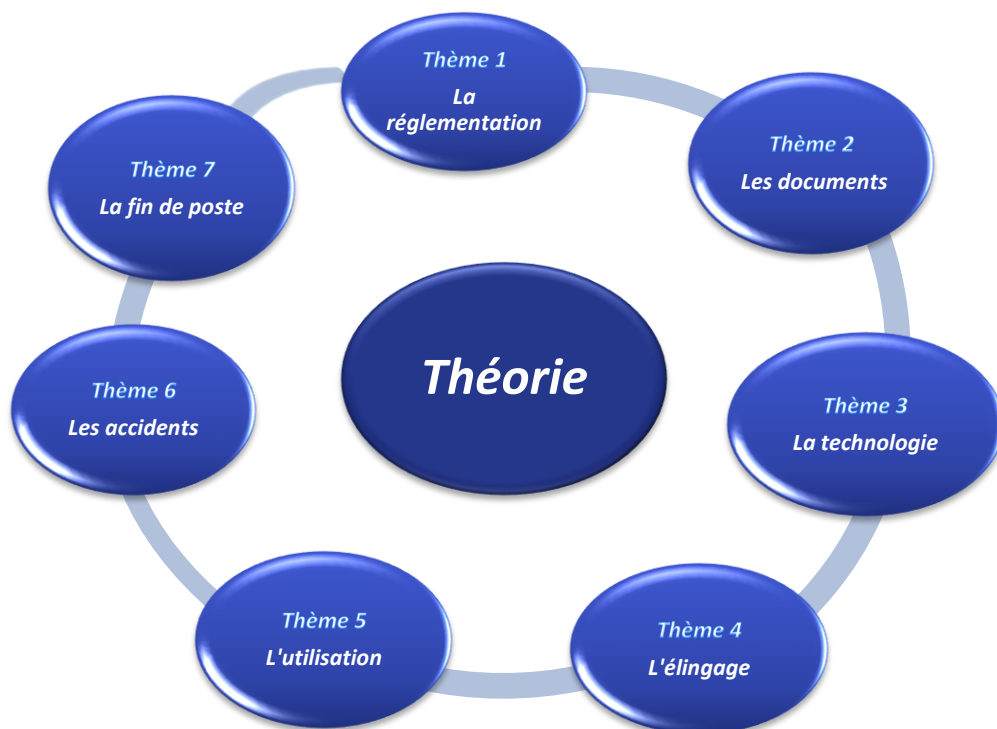 Thème 1
La
réglementation
Thème 2
Les documents
Thème 3
La technologie
Thème 4
L'élingage
Thème 5
L'utilisation
Thème 6
Les accidents
Thème 7
La fin de poste
Théorie